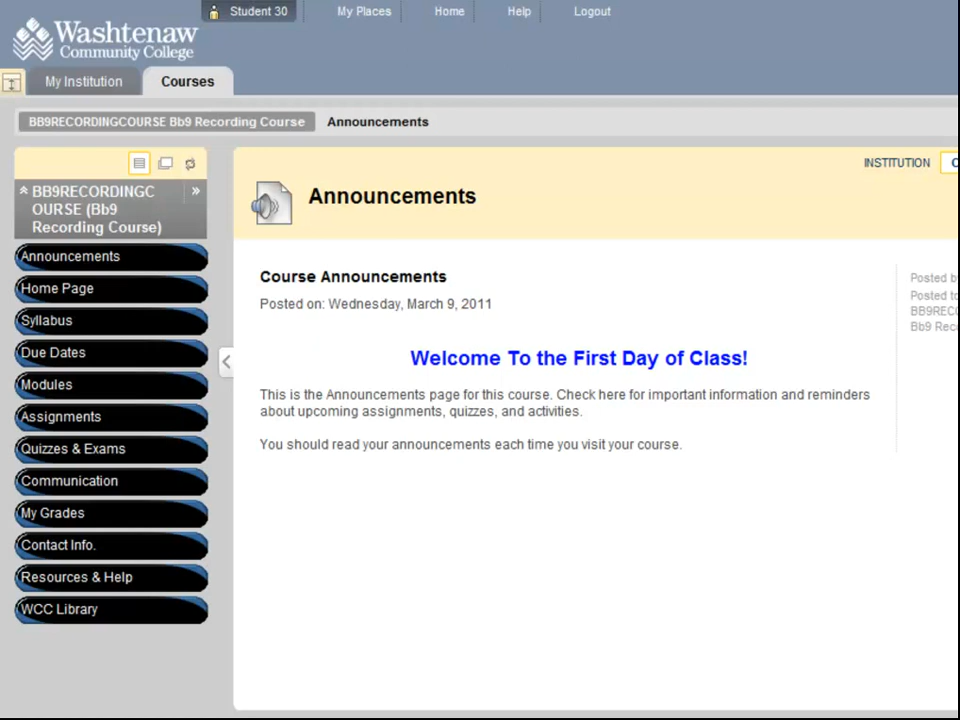 Student 30
My Places
Home
Help
Logout
Washtenaw
Community College
My Institution
Courses
BB9RECORDINGCOURSE Bb9 Recording Course
Announcements
INSTITUTION
BB9RECORDINGC
OURSE (Bb9
Recording Course)
Announcements
Home Page
Syllabus
Due Dates
Modules
Assignments
Quizzes & Exams
Communication
My Grades
Contact Info.
Resources & Help
WCC Library
Announcements
Course Announcements
Posted on: Wednesday, March 9, 2011
Welcome To the First Day of Class!
This is the Announcements page for this course. Check here for important information and reminders
about upcoming assignments, quizzes, and activities.
You should read your announcements each time you visit your course.
Posted b
Posted to
BB9REC
Bb9 Rec